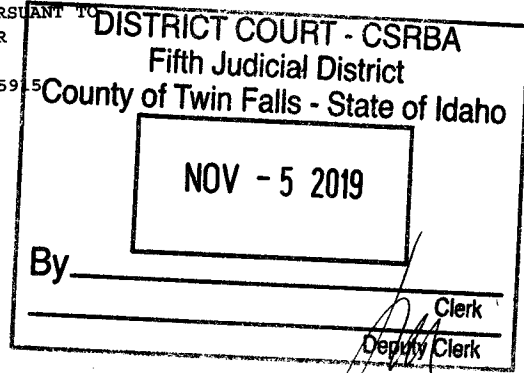 RSUANT TO
R
5915
DISTRICT COURT - CSRBA
Fifth Judicial District
County of Twin Falls - State of Idaho
NOV - 5 2019
By
Clerk
Deputy Clerk